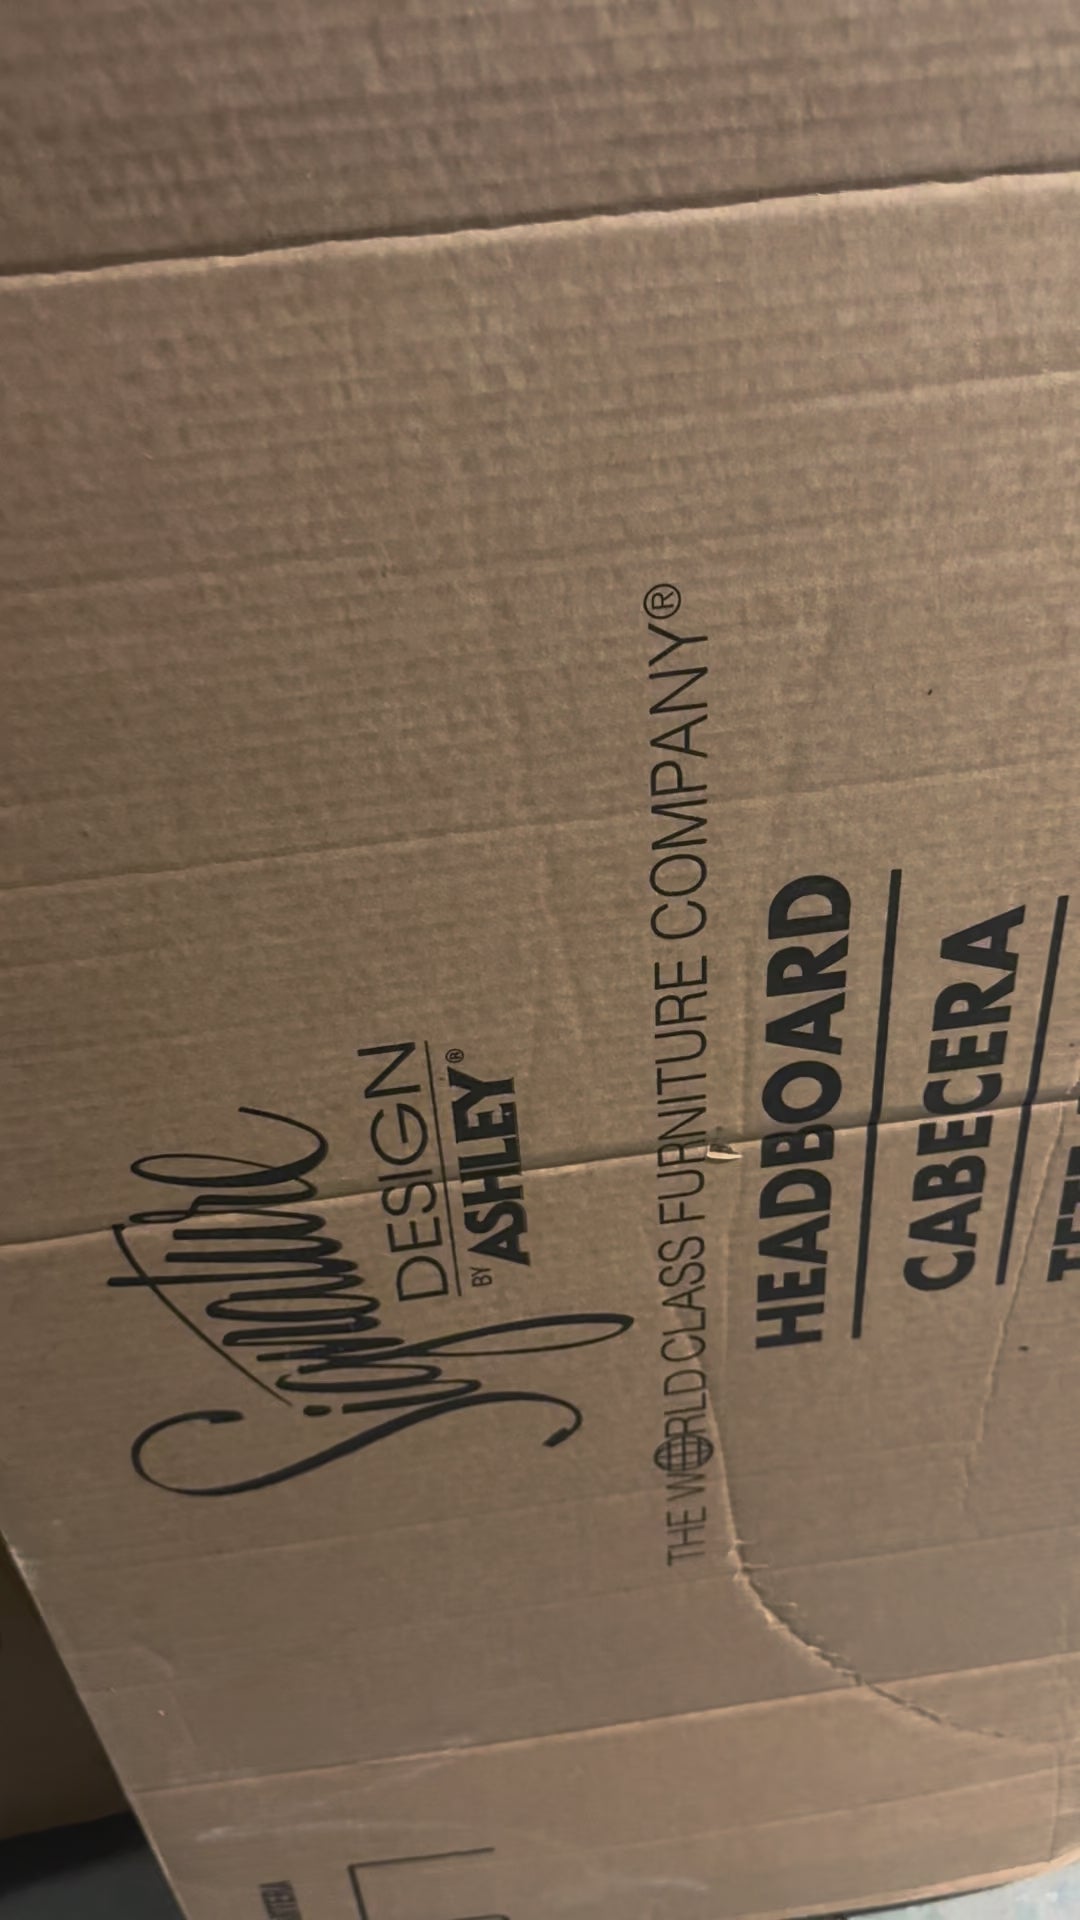 Signature
DESIGN
BY ASHLEY®
THE WORLD CLASS FURNITURE COMPANY®
HEADBOARD
CABECERA